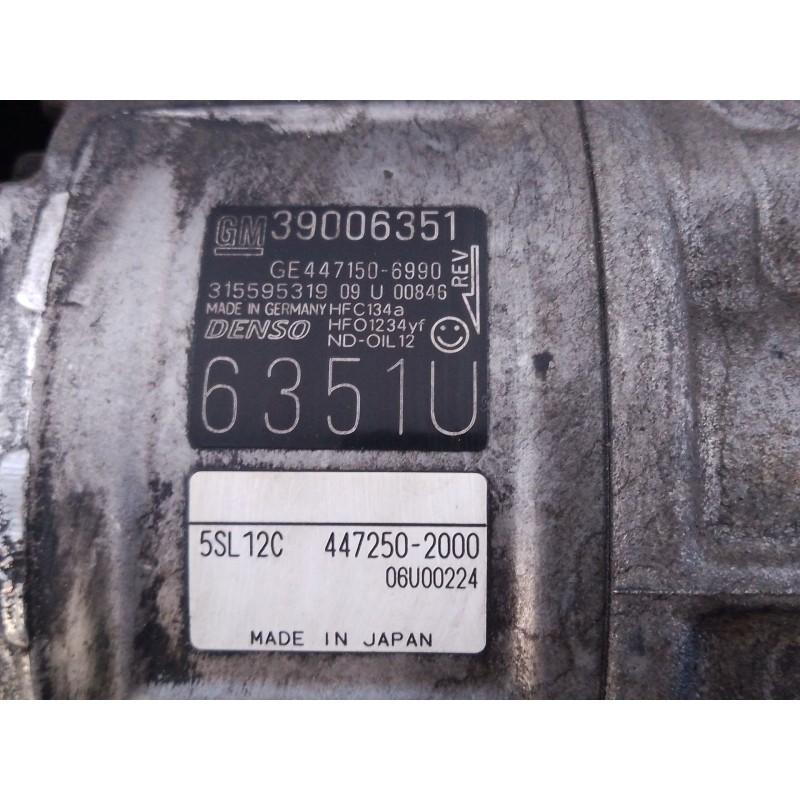 GM 39006351
GE447150-6990
REV
315595319 09 U 00846
MADE IN GERMANY HFC134a
DENSO HFO1234yf
ND-OIL12
6351U
5SL12C 447250-2000
06U00224
MADE IN JAPAN